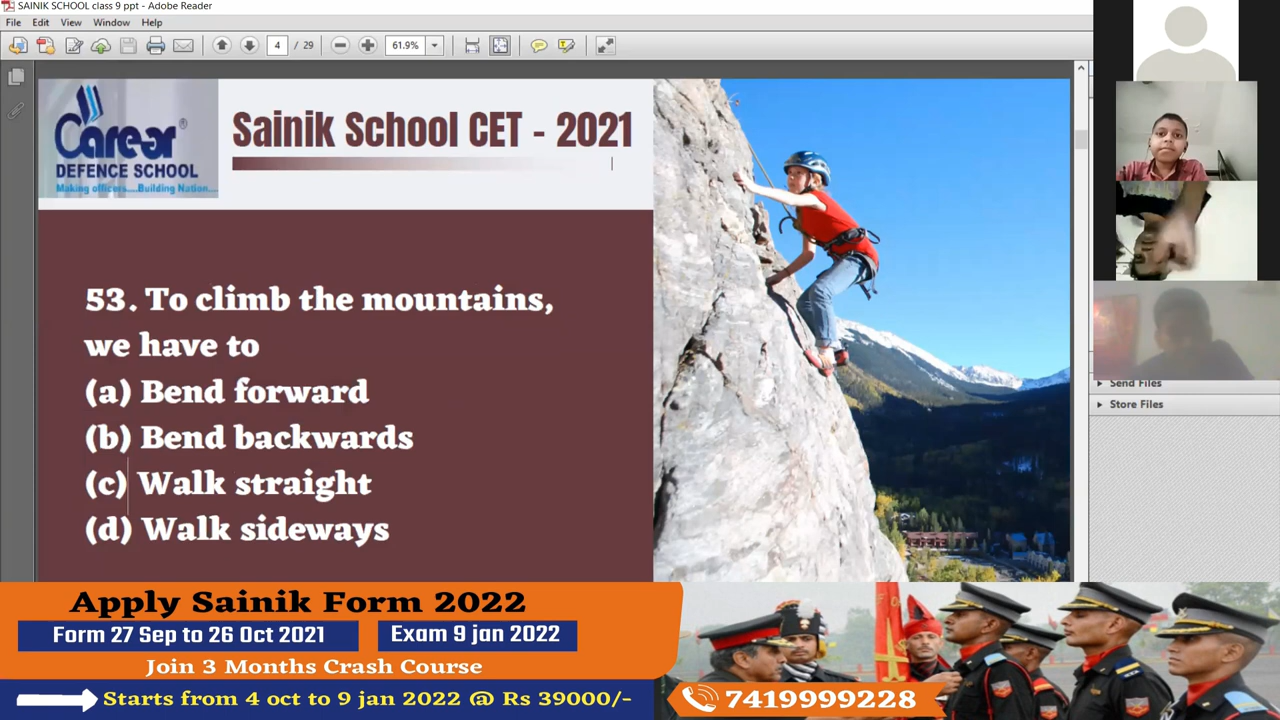 SAINIK SCHOOL class 9 ppt - Adobe Reader
File Edit View Window Help
4 / 29 61.9%
Career®
DEFENCE SCHOOL
Making officers....Building Nation....
Sainik School CET - 2021
53. To climb the mountains,
we have to
(a) Bend forward
(b) Bend backwards
(c) Walk straight
(d) Walk sideways
Send Files
Store Files
Apply Sainik Form 2022
Form 27 Sep to 26 Oct 2021
Exam 9 jan 2022
Join 3 Months Crash Course
Starts from 4 oct to 9 jan 2022 @ Rs 39000/-
7419999228